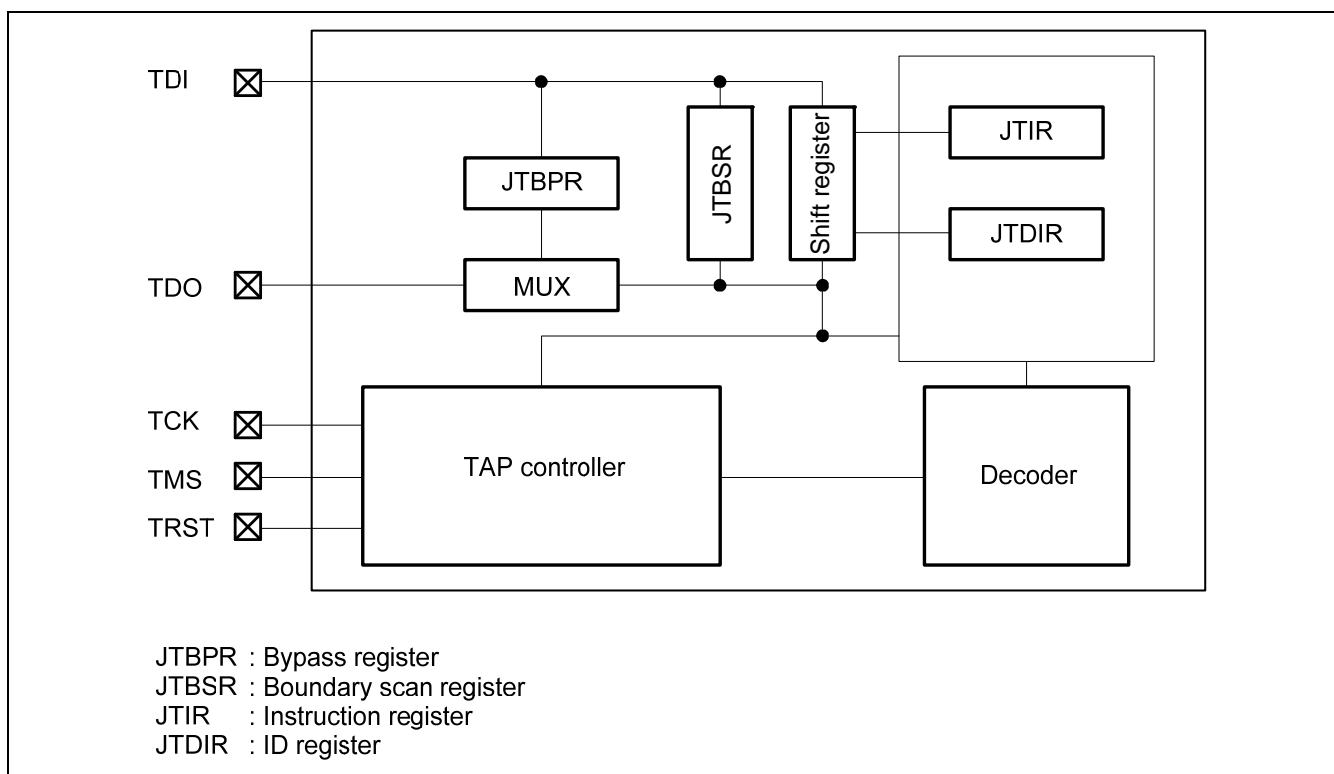 TDI
JTBPR
JTBSR
Shift register
JTIR
JTDIR
TDO
MUX
TCK
TMS
TRST
TAP controller
Decoder
JTBPR : Bypass register
JTBSR : Boundary scan register
JTIR : Instruction register
JTDIR : ID register